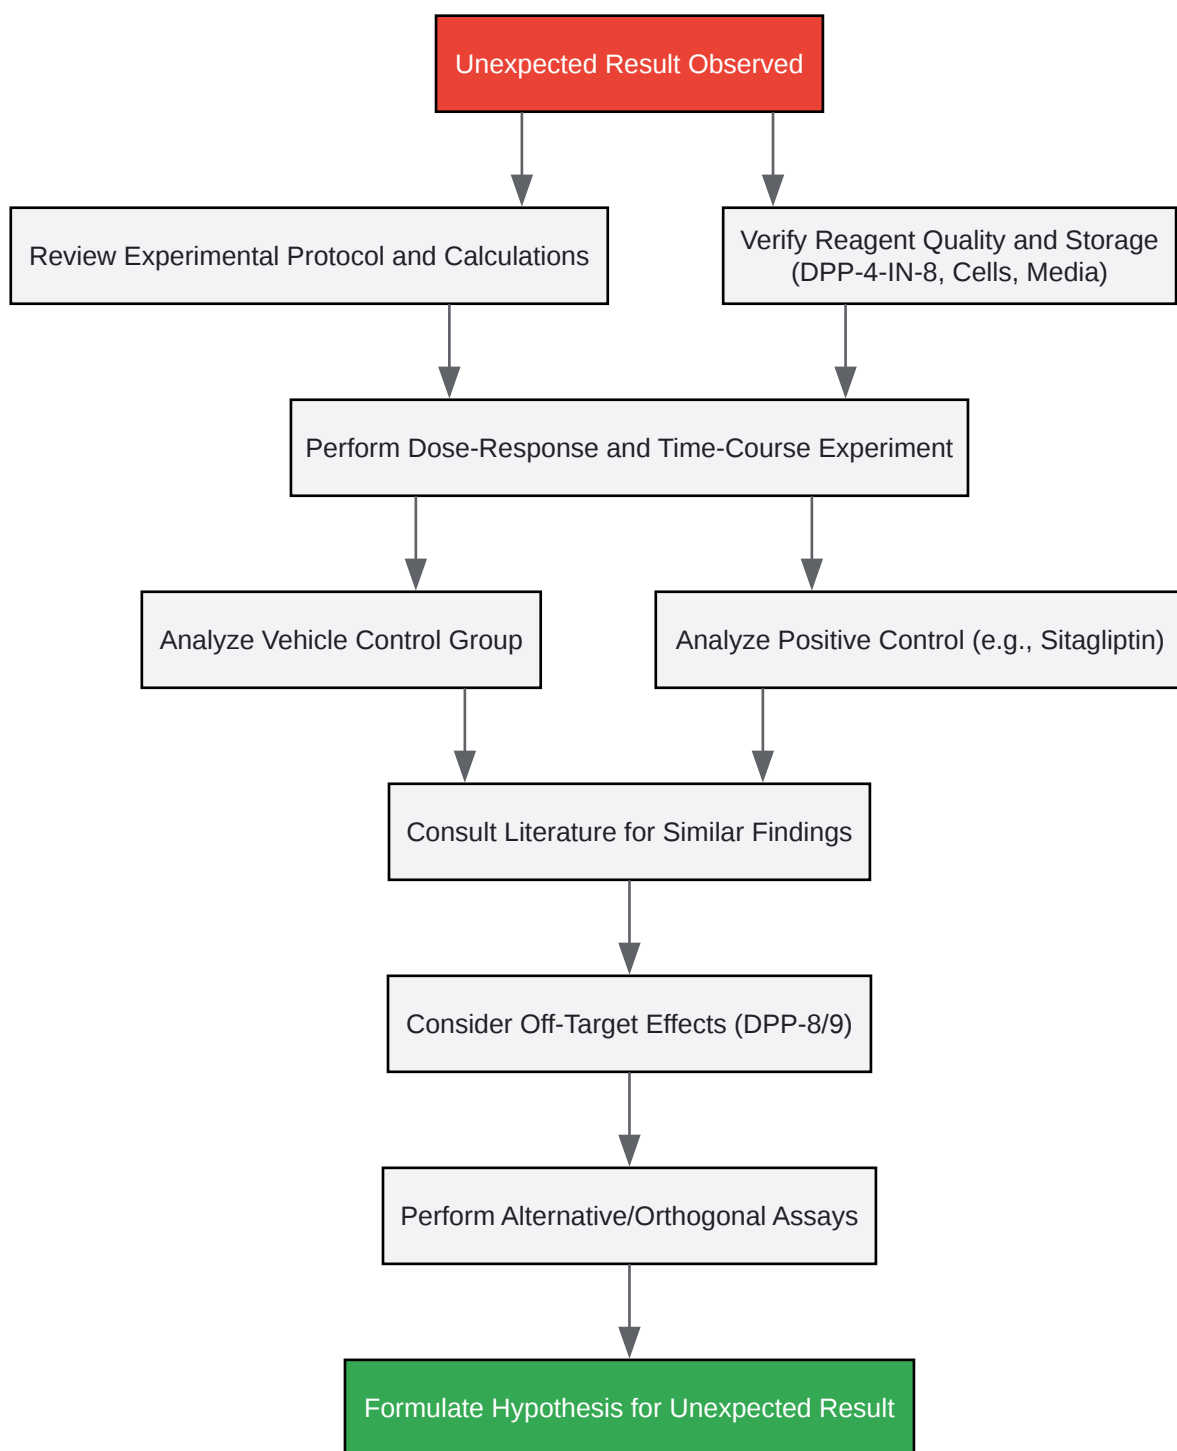 Unexpected Result Observed
Review Experimental Protocol and Calculations
Verify Reagent Quality and Storage
(DPP-4-IN-8, Cells, Media)
Perform Dose-Response and Time-Course Experiment
Analyze Vehicle Control Group
Analyze Positive Control (e.g., Sitagliptin)
Consult Literature for Similar Findings
Consider Off-Target Effects (DPP-8/9)
Perform Alternative/Orthogonal Assays
Formulate Hypothesis for Unexpected Result